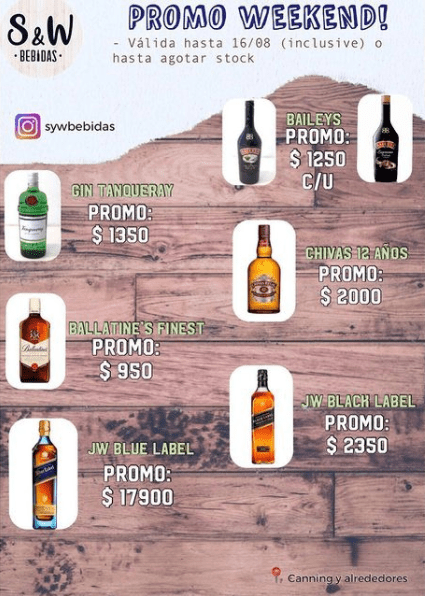 S&W
·BEBIDAS·
PROMO WEEKEND!
- Válida hasta 16/08 (inclusive) o
hasta agotar stock
sywbebidas
BAILEYS
PROMO:
$ 1250
C/U
GIN TANQUERAY
PROMO:
$ 1350
CHIVAS 12 AÑOS
PROMO:
$ 2000
BALLATINE'S FINEST
PROMO:
$ 950
JW BLACK LABEL
PROMO:
$ 2350
JW BLUE LABEL
PROMO:
$ 17900
Canning y alrededores